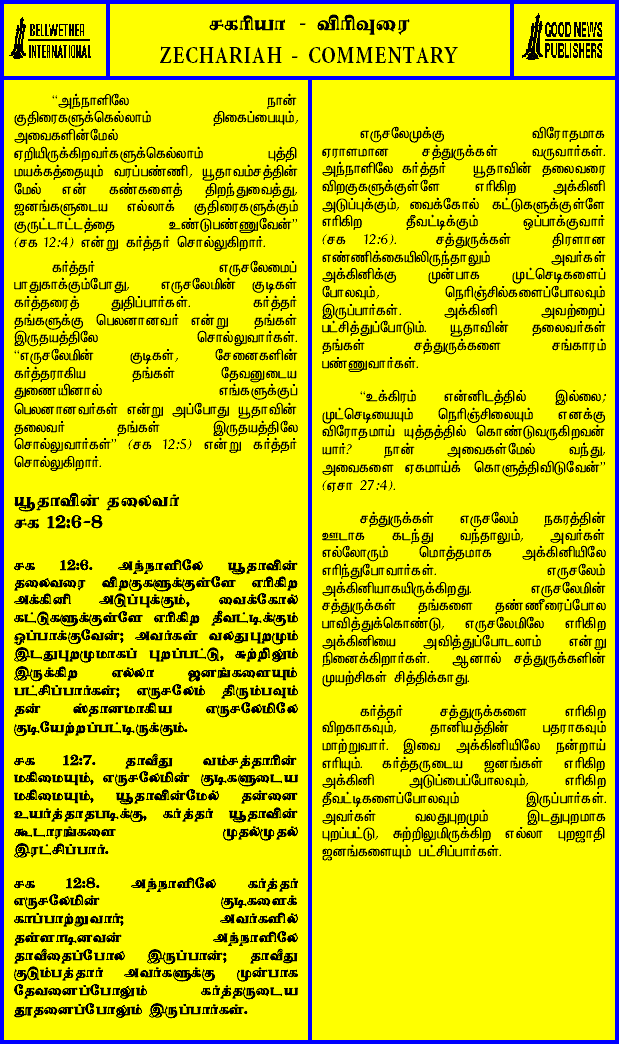 BELLWETHER
INTERNATIONAL
சகரியா - விரிவுரை
ZECHARIAH - COMMENTARY
GOOD NEWS
PUBLISHERS
“அந்நாளிலே நான்
குதிரைகளுக்கெல்லாம் திகைப்பையும்,
அவைகளின்மேல்
ஏறியிருக்கிறவர்களுக்கெல்லாம் புத்தி
மயக்கத்தையும் வரப்பண்ணி, யூதாவம்சத்தின்
மேல் என் கண்களைத் திறந்துவைத்து,
ஜனங்களுடைய எல்லாக் குதிரைகளுக்கும்
குருட்டாட்டத்தை உண்டுபண்ணுவேன்”
(சக 12:4) என்று கர்த்தர் சொல்லுகிறார்.
கர்த்தர் எருசலேமைப்
பாதுகாக்கும்போது, எருசலேமின் குடிகள்
கர்த்தரைத் துதிப்பார்கள். கர்த்தர்
தங்களுக்கு பெலனானவர் என்று தங்கள்
இருதயத்திலே சொல்லுவார்கள்.
“எருசலேமின் குடிகள், சேனைகளின்
கர்த்தராகிய தங்கள் தேவனுடைய
துணையினால் எங்களுக்குப்
பெலனானவர்கள் என்று அப்போது யூதாவின்
தலைவர் தங்கள் இருதயத்திலே
சொல்லுவார்கள்” (சக 12:5) என்று கர்த்தர்
சொல்லுகிறார்.
யூதாவின் தலைவர்
சக 12:6-8
சக 12:6. அந்நாளிலே யூதாவின்
தலைவரை விறகுகளுக்குள்ளே எரிகிற
அக்கினி அடுப்புக்கும், வைக்கோல்
கட்டுகளுக்குள்ளே எரிகிற தீவட்டிக்கும்
ஒப்பாக்குவேன்; அவர்கள் வலதுபுறமும்
இடதுபுறமுமாகப் புறப்பட்டு, சுற்றிலும்
இருக்கிற எல்லா ஜனங்களையும்
பட்சிப்பார்கள்; எருசலேம் திரும்பவும்
தன் ஸ்தானமாகிய எருசலேமிலே
குடியேற்றப்பட்டிருக்கும்.
சக 12:7. தாவீது வம்சத்தாரின்
மகிமையும், எருசலேமின் குடிகளுடைய
மகிமையும், யூதாவின்மேல் தன்னை
உயர்த்தாதபடிக்கு, கர்த்தர் யூதாவின்
கூடாரங்களை முதல்முதல்
இரட்சிப்பார்.
சக 12:8. அந்நாளிலே கர்த்தர்
எருசலேமின் குடிகளைக்
காப்பாற்றுவார்; அவர்களில்
தள்ளாடினவன் அந்நாளிலே
தாவீதைப்போல இருப்பான்; தாவீது
குடும்பத்தார் அவர்களுக்கு முன்பாக
தேவனைப்போலும் கர்த்தருடைய
தூதனைப்போலும் இருப்பார்கள்.
எருசலேமுக்கு விரோதமாக
ஏராளமான சத்துருக்கள் வருவார்கள்.
அந்நாளிலே கர்த்தர் யூதாவின் தலைவரை
விறகுகளுக்குள்ளே எரிகிற அக்கினி
அடுப்புக்கும், வைக்கோல் கட்டுகளுக்குள்ளே
எரிகிற தீவட்டிக்கும் ஒப்பாக்குவார்
(சக 12:6). சத்துருக்கள் திரளான
எண்ணிக்கையிலிருந்தாலும் அவர்கள்
அக்கினிக்கு முன்பாக முட்செடிகளைப்
போலவும், நெரிஞ்சில்களைப்போலவும்
இருப்பார்கள். அக்கினி அவற்றைப்
பட்சித்துப்போடும். யூதாவின் தலைவர்கள்
தங்கள் சத்துருக்களை சங்காரம்
பண்ணுவார்கள்.
“உக்கிரம் என்னிடத்தில் இல்லை;
முட்செடியையும் நெரிஞ்சிலையும் எனக்கு
விரோதமாய் யுத்தத்தில் கொண்டுவருகிறவன்
யார்? நான் அவைகள்மேல் வந்து,
அவைகளை ஏகமாய்க் கொளுத்திவிடுவேன்”
(ஏசா 27:4).
சத்துருக்கள் எருசலேம் நகரத்தின்
ஊடாக கடந்து வந்தாலும், அவர்கள்
எல்லோரும் மொத்தமாக அக்கினியிலே
எரிந்துபோவார்கள். எருசலேம்
அக்கினியாகயிருக்கிறது. எருசலேமின்
சத்துருக்கள் தங்களை தண்ணீரைப்போல
பாவித்துக்கொண்டு, எருசலேமிலே எரிகிற
அக்கினியை அவித்துப்போடலாம் என்று
நினைக்கிறார்கள். ஆனால் சத்துருக்களின்
முயற்சிகள் சித்திக்காது.
கர்த்தர் சத்துருக்களை எரிகிற
விறகாகவும், தானியத்தின் பதராகவும்
மாற்றுவார். இவை அக்கினியிலே நன்றாய்
எரியும். கர்த்தருடைய ஜனங்கள் எரிகிற
அக்கினி அடுப்பைப்போலவும், எரிகிற
தீவட்டிகளைப்போலவும் இருப்பார்கள்.
அவர்கள் வலதுபுறமும் இடதுபுறமாக
புறப்பட்டு, சுற்றிலுமிருக்கிற எல்லா புறஜாதி
ஜனங்களையும் பட்சிப்பார்கள்.